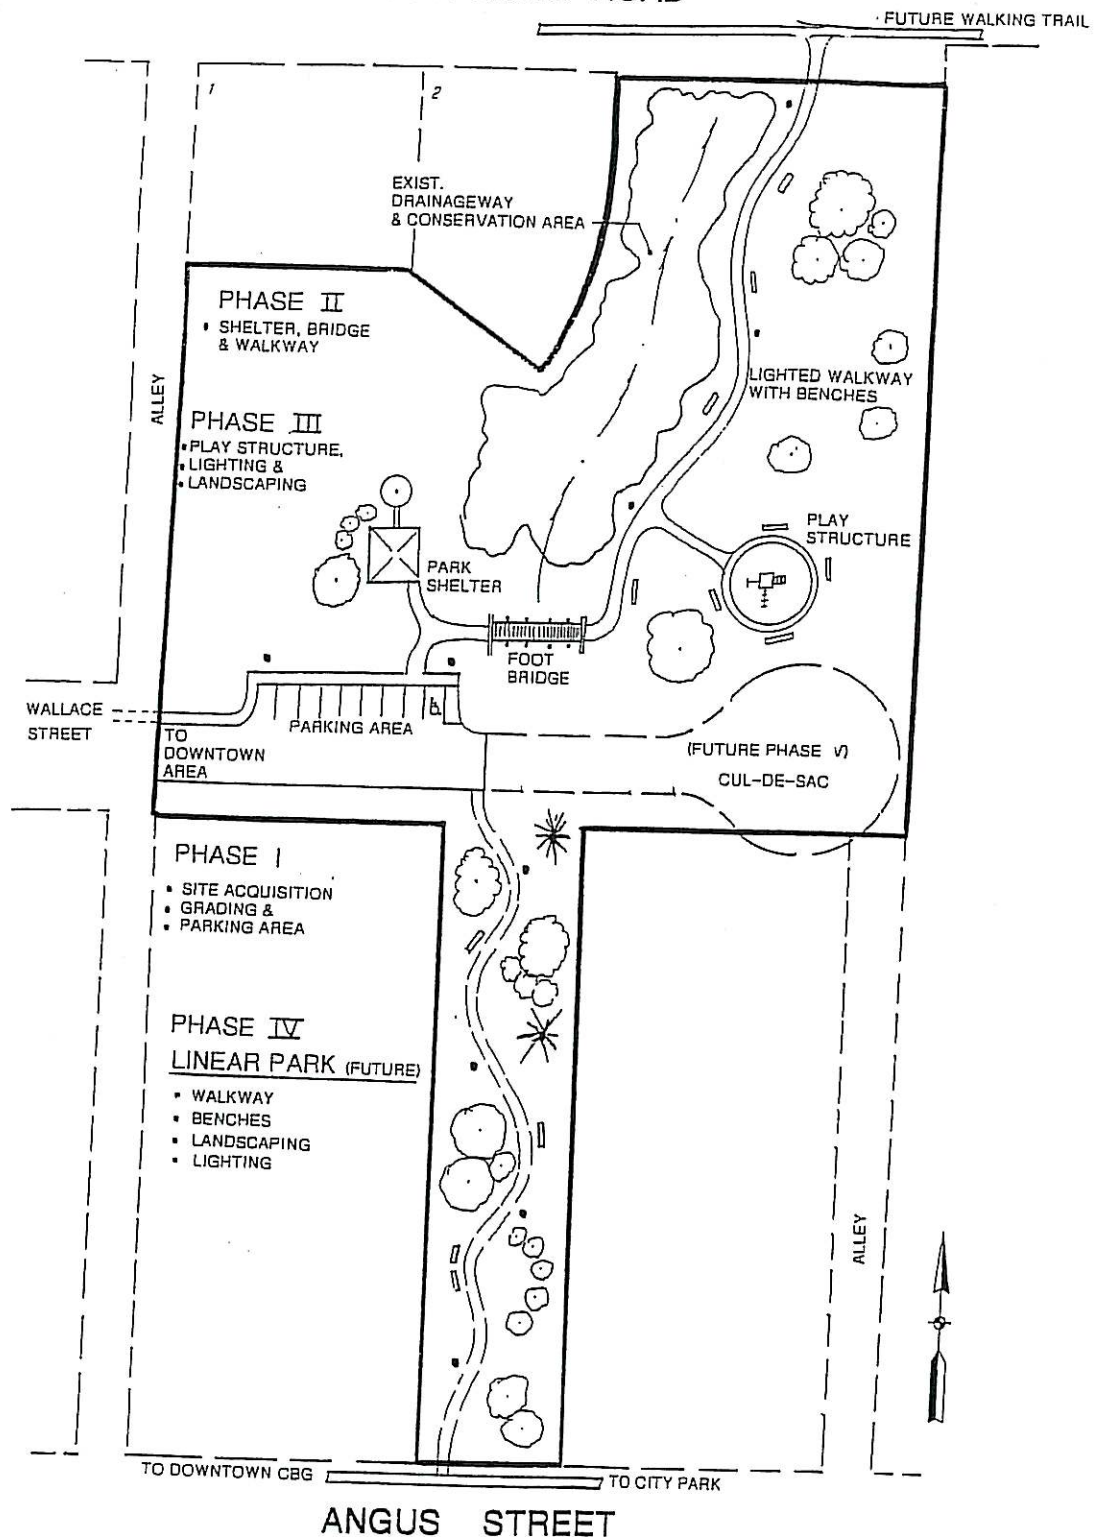 · FUTURE WALKING TRAIL
1
2
EXIST.
DRAINAGEWAY
& CONSERVATION AREA
PHASE II
• SHELTER, BRIDGE
& WALKWAY
ALLEY
PHASE III
• PLAY STRUCTURE,
• LIGHTING &
• LANDSCAPING
LIGHTED WALKWAY
WITH BENCHES
PLAY
STRUCTURE
PARK
SHELTER
FOOT
BRIDGE
WALLACE
STREET
PARKING AREA
TO
DOWNTOWN
AREA
(FUTURE PHASE V)
CUL-DE-SAC
PHASE I
• SITE ACQUISITION
• GRADING &
• PARKING AREA
PHASE IV
LINEAR PARK (FUTURE)
• WALKWAY
• BENCHES
• LANDSCAPING
• LIGHTING
ALLEY
TO DOWNTOWN CBG
TO CITY PARK
ANGUS STREET